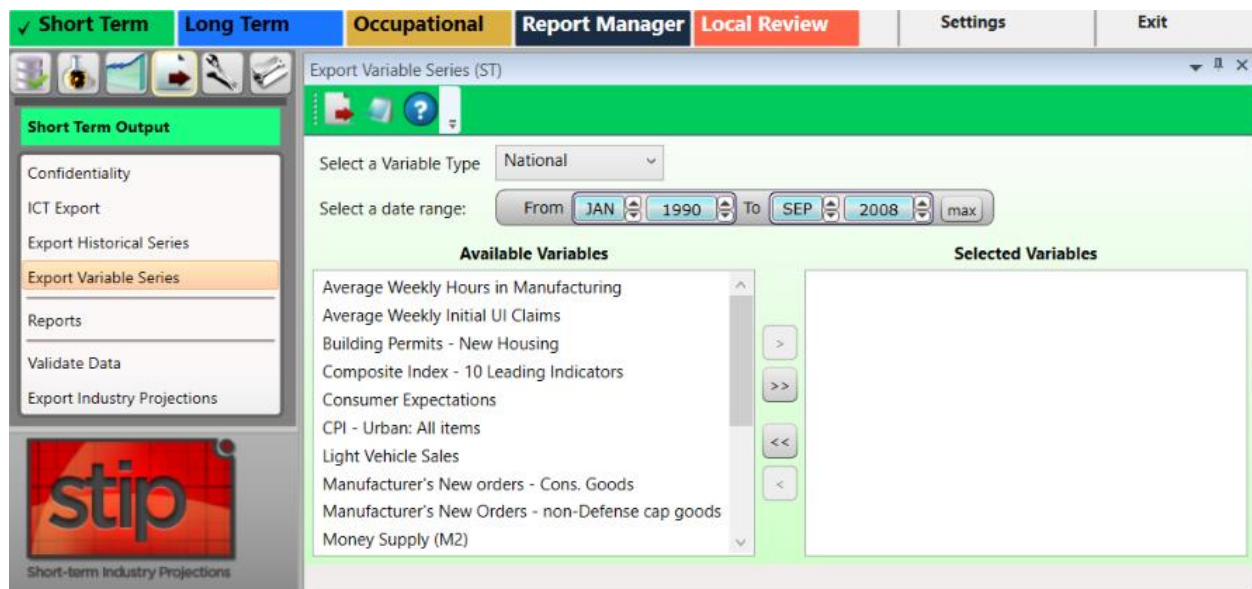 ✓ Short Term Long Term Occupational Report Manager Local Review Settings Exit
Export Variable Series (ST)
Short Term Output
Confidentiality
ICT Export
Export Historical Series
Export Variable Series
Reports
Validate Data
Export Industry Projections
stip
Short-term Industry Projections
?
Select a Variable Type National
Select a date range: From JAN 1990 To SEP 2008 max
Available Variables
Average Weekly Hours in Manufacturing
Average Weekly Initial UI Claims
Building Permits - New Housing
Composite Index - 10 Leading Indicators
Consumer Expectations
CPI - Urban: All items
Light Vehicle Sales
Manufacturer's New orders - Cons. Goods
Manufacturer's New Orders - non-Defense cap goods
Money Supply (M2)
>
>>
<<
<
Selected Variables